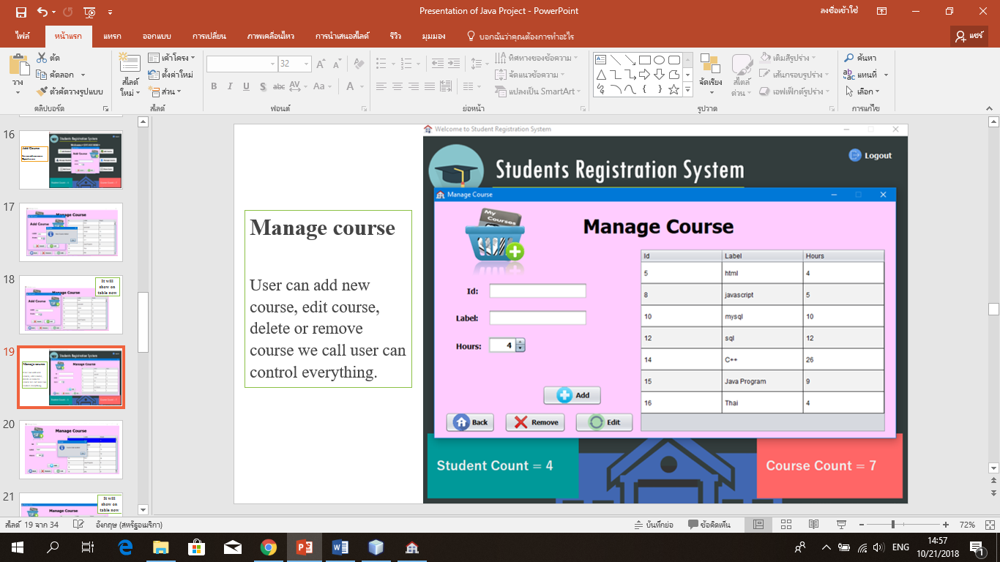 Presentation of Java Project - PowerPoint
ลงชื่อเข้าใช้
ไฟล์ หน้าแรก แทรก ออกแบบ การเปลี่ยน ภาพเคลื่อนไหว การนำเสนอสไลด์ รีวิว มุมมอง บอกฉันว่าคุณต้องการทำอะไร แชร์
วาง
ตัด
คัดลอก
ตัวคัดวางรูปแบบ
คลิปบอร์ด
สไลด์
ใหม่
เค้าโครง
ตั้งค่าใหม่
ส่วน
สไลด์
32
B I U S abc AV Aa A
ฟอนต์
ทิศทางของข้อความ
จัดแนวข้อความ
แปลงเป็น SmartArt
ย่อหน้า
จัดเรียง
สไตล์
ด่วน
เติมสีรูปร่าง
เส้นกรอบรูปร่าง
เอฟเฟ็กต์รูปร่าง
รูปวาด
ค้นหา
แทนที่
เลือก
การแก้ไข
16
Add Course
17
Manage Course
Add Course
18
It will
show on
table now
Manage Course
Add Course
19
Manage course
Manage Course
20
Manage Course
21
It will
show on
table now
Manage Course
Manage course
User can add new
course, edit course,
delete or remove
course we call user can
control everything.
Welcome to Student Registration System
Students Registration System
Logout
Manage Course
My
Courses
Manage Course
Id:
Label:
Hours: 4
Add
Back Remove Edit
Id Label Hours
5 html 4
8 javascript 5
10 mysql 10
12 sql 12
14 C++ 26
15 Java Program 9
16 Thai 4
Student Count = 4
Course Count = 7
สไลด์ 19 จาก 34 อังกฤษ (สหรัฐอเมริกา) บันทึกย่อ ข้อคิดเห็น 72%
ENG
14:57
10/21/2018
1